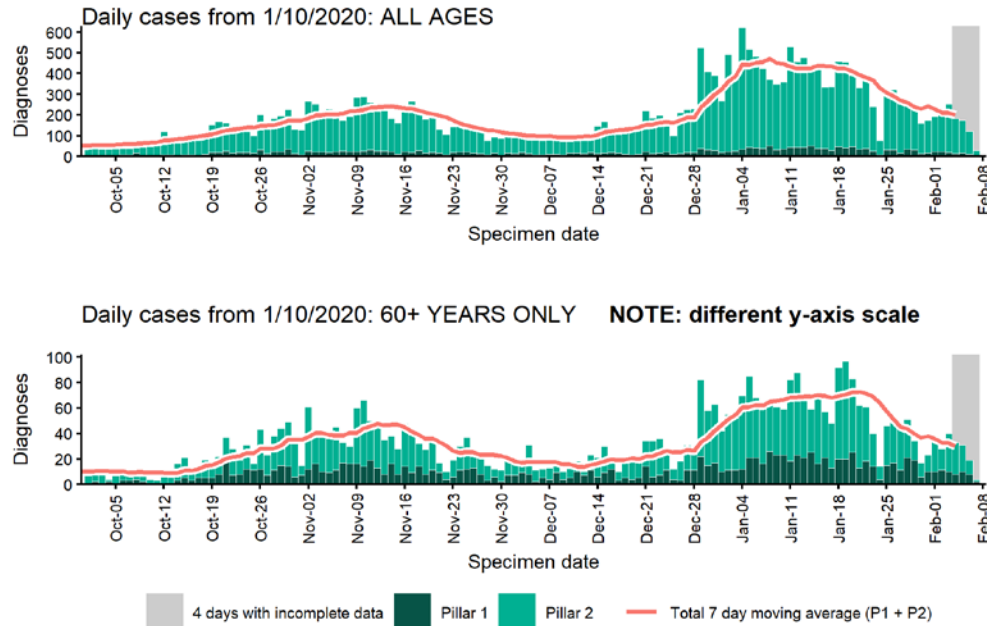 Daily cases from 1/10/2020: ALL AGES
600
500
400
300
200
100
0
Diagnoses
Oct-05
Oct-12
Oct-19
Oct-26
Nov-02
Nov-09
Nov-16
Nov-23
Nov-30
Dec-07
Dec-14
Dec-21
Dec-28
Jan-04
Jan-11
Jan-18
Jan-25
Feb-01
Feb-08
Specimen date
Daily cases from 1/10/2020: 60+ YEARS ONLY NOTE: different y-axis scale
100
80
60
40
20
0
Diagnoses
Oct-05
Oct-12
Oct-19
Oct-26
Nov-02
Nov-09
Nov-16
Nov-23
Nov-30
Dec-07
Dec-14
Dec-21
Dec-28
Jan-04
Jan-11
Jan-18
Jan-25
Feb-01
Feb-08
Specimen date
4 days with incomplete data Pillar 1 Pillar 2 Total 7 day moving average (P1 + P2)